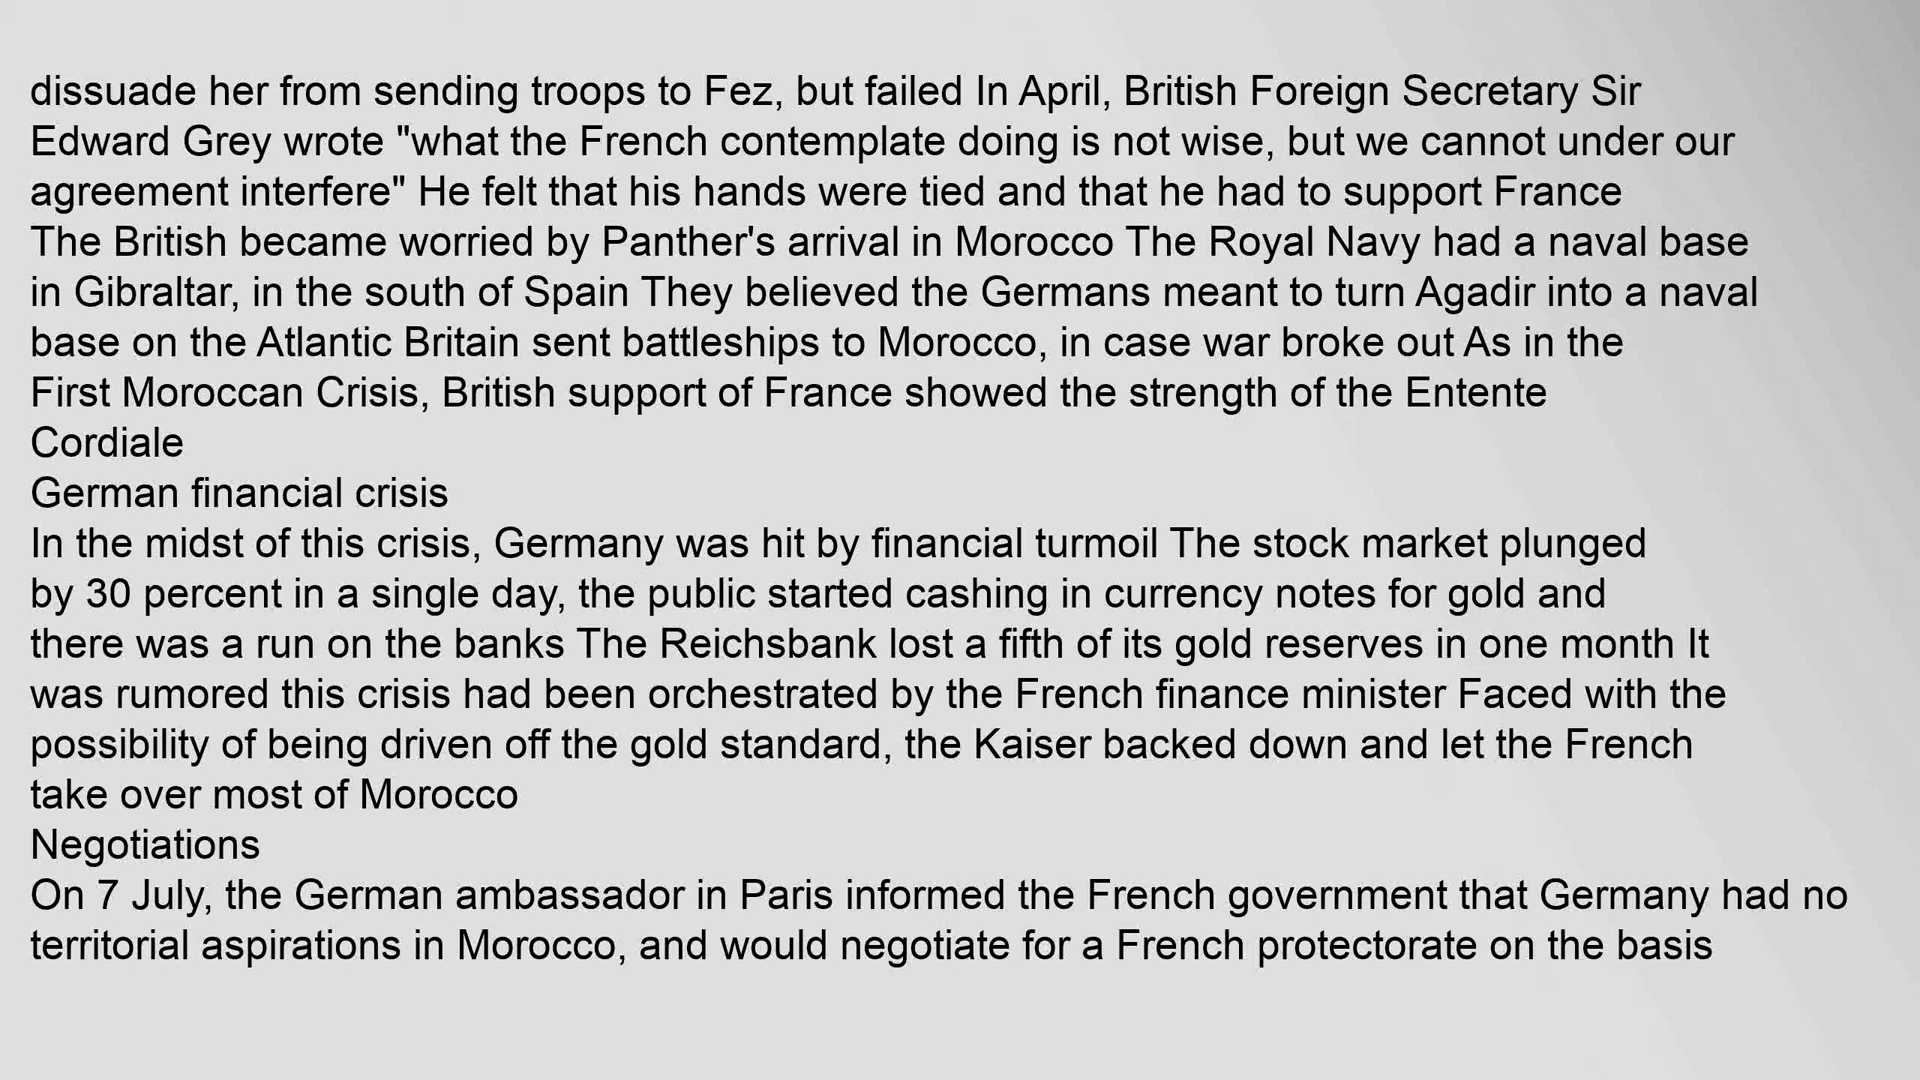 dissuade her from sending troops to Fez, but failed In April, British Foreign Secretary Sir
Edward Grey wrote "what the French contemplate doing is not wise, but we cannot under our
agreement interfere" He felt that his hands were tied and that he had to support France
The British became worried by Panther's arrival in Morocco The Royal Navy had a naval base
in Gibraltar, in the south of Spain They believed the Germans meant to turn Agadir into a naval
base on the Atlantic Britain sent battleships to Morocco, in case war broke out As in the
First Moroccan Crisis, British support of France showed the strength of the Entente
Cordiale
German financial crisis
In the midst of this crisis, Germany was hit by financial turmoil The stock market plunged
by 30 percent in a single day, the public started cashing in currency notes for gold and
there was a run on the banks The Reichsbank lost a fifth of its gold reserves in one month It
was rumored this crisis had been orchestrated by the French finance minister Faced with the
possibility of being driven off the gold standard, the Kaiser backed down and let the French
take over most of Morocco
Negotiations
On 7 July, the German ambassador in Paris informed the French government that Germany had no
territorial aspirations in Morocco, and would negotiate for a French protectorate on the basis